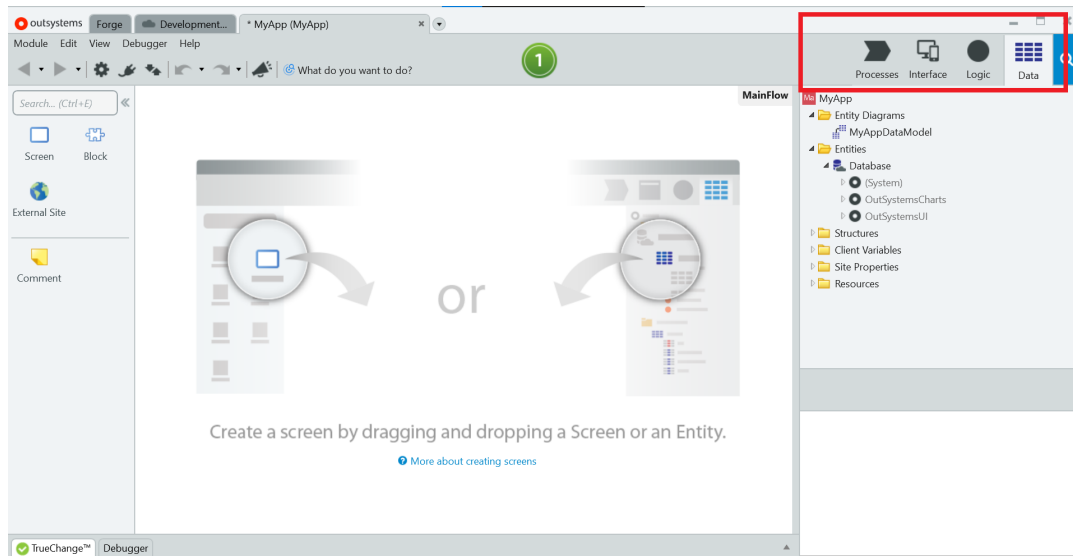 outsystems Forge Development... * MyApp (MyApp)
Module Edit View Debugger Help
1
What do you want to do?
Processes Interface Logic Data
Search... (Ctrl+E)
MainFlow
Ma MyApp
Entity Diagrams
MyAppDataModel
Entities
Database
(System)
OutSystemsCharts
OutSystemsUI
Structures
Client Variables
Site Properties
Resources
Screen Block
External Site
Comment
or
Create a screen by dragging and dropping a Screen or an Entity.
? More about creating screens
TrueChange™ Debugger